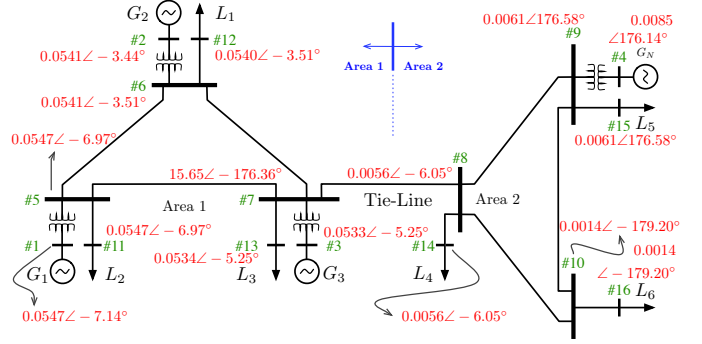 G₂
L₁
0.0061∠176.58°
0.0085
∠176.14°
#9
#2
#12
0.0541∠ − 3.44°
0.0540∠ − 3.51°
#4
G_N
Area 1
Area 2
#6
0.0541∠ − 3.51°
#15
L₅
0.0061∠176.58°
0.0547∠ − 6.97°
#8
15.65∠ − 176.36°
0.0056∠ − 6.05°
#5
Area 1
#7
Tie-Line
Area 2
0.0547∠ − 6.97°
0.0533∠ − 5.25°
0.0014∠ − 179.20°
#1
#11
#13
#3
#14
0.0534∠ − 5.25°
0.0014
#10
∠ − 179.20°
G₁
L₂
L₃
G₃
L₄
#16
L₆
0.0547∠ − 7.14°
0.0056∠ − 6.05°